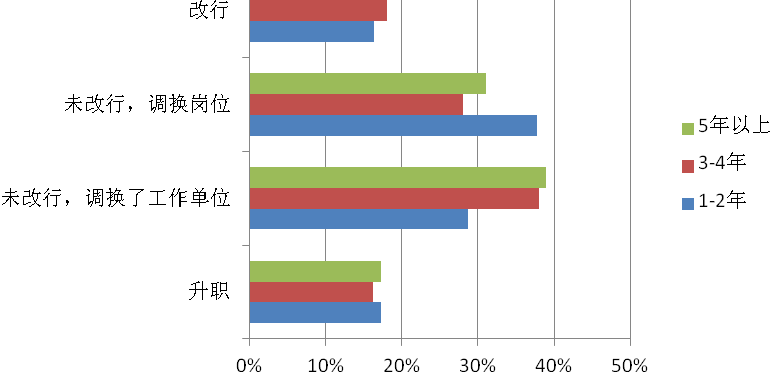 改行
未改行，调换岗位
未改行，调换了工作单位
升职
0% 10% 20% 30% 40% 50%
5年以上
3-4年
1-2年